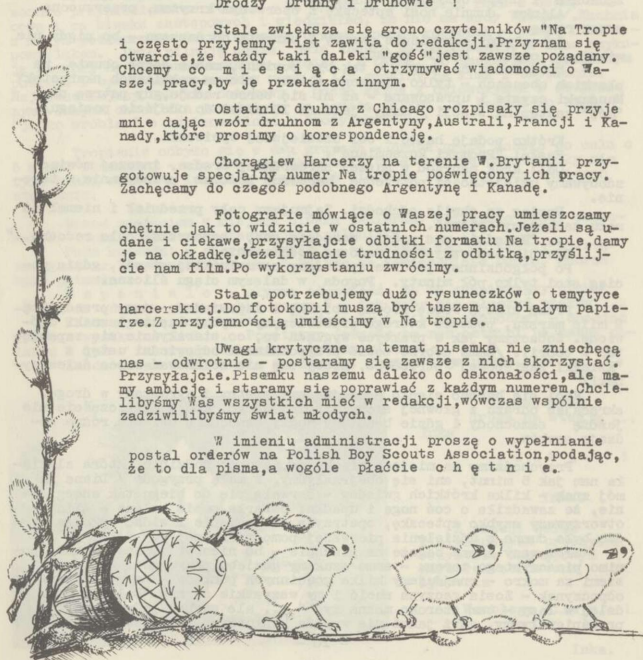 Drodzy Druhny i Druhowie !
Stale zwiększa się grono czytelników "Na Tropie
i często przyjemny list zawita do redakcji.Przyznam się
otwarcie,że każdy taki daleki "gość"jest zawsze pożądany.
Chcemy co m i e s i ą c a otrzymywać wiadomości o Wa-
szej pracy,by je przekazać innym.
Ostatnio druhny z Chicago rozpisały się przyje
mnie dając wzór druhnom z Argentyny,Australi,Francji i Ka-
nady,które prosimy o korespondencję.
Chorągiew Harcerzy na terenie W.Brytanii przy-
gotowuje specjalny numer Na tropie poświęcony ich pracy.
Zachęcamy do czegoś podobnego Argentynę i Kanadę.
Fotografie mówiące o Waszej pracy umieszczamy
chętnie jak to widzicie w ostatnich numerach.Jeżeli są u-
dane i ciekawe,przysyłajcie odbitki formatu Na tropie,damy
je na okładkę.Jeżeli macie trudności z odbitką,przyślij-
cie nam film.Po wykorzystaniu zwrócimy.
Stale potrzebujemy dużo rysuneczków o temytyce
harcerskiej.Do fotokopii muszą być tuszem na białym papie-
rze.Z przyjemnością umieścimy w Na tropie.
Uwagi krytyczne na temat pisemka nie zniechęcą
nas - odwrotnie - postaramy się zawsze z nich skorzystać.
Przysyłajcie.Pisemku naszemu daleko do dskonałości,ale ma-
my ambicję i staramy się poprawiać z każdym numerem.Chcie-
libyśmy Was wszystkich mieć w redakcji,wówczas wspólnie
zadziwilibyśmy świat młodych.
W imieniu administracji proszę o wypełnianie
postal orderów na Polish Boy Scouts Association,podając,
że to dla pisma,a wogóle płaćcie c h ę t n i e.